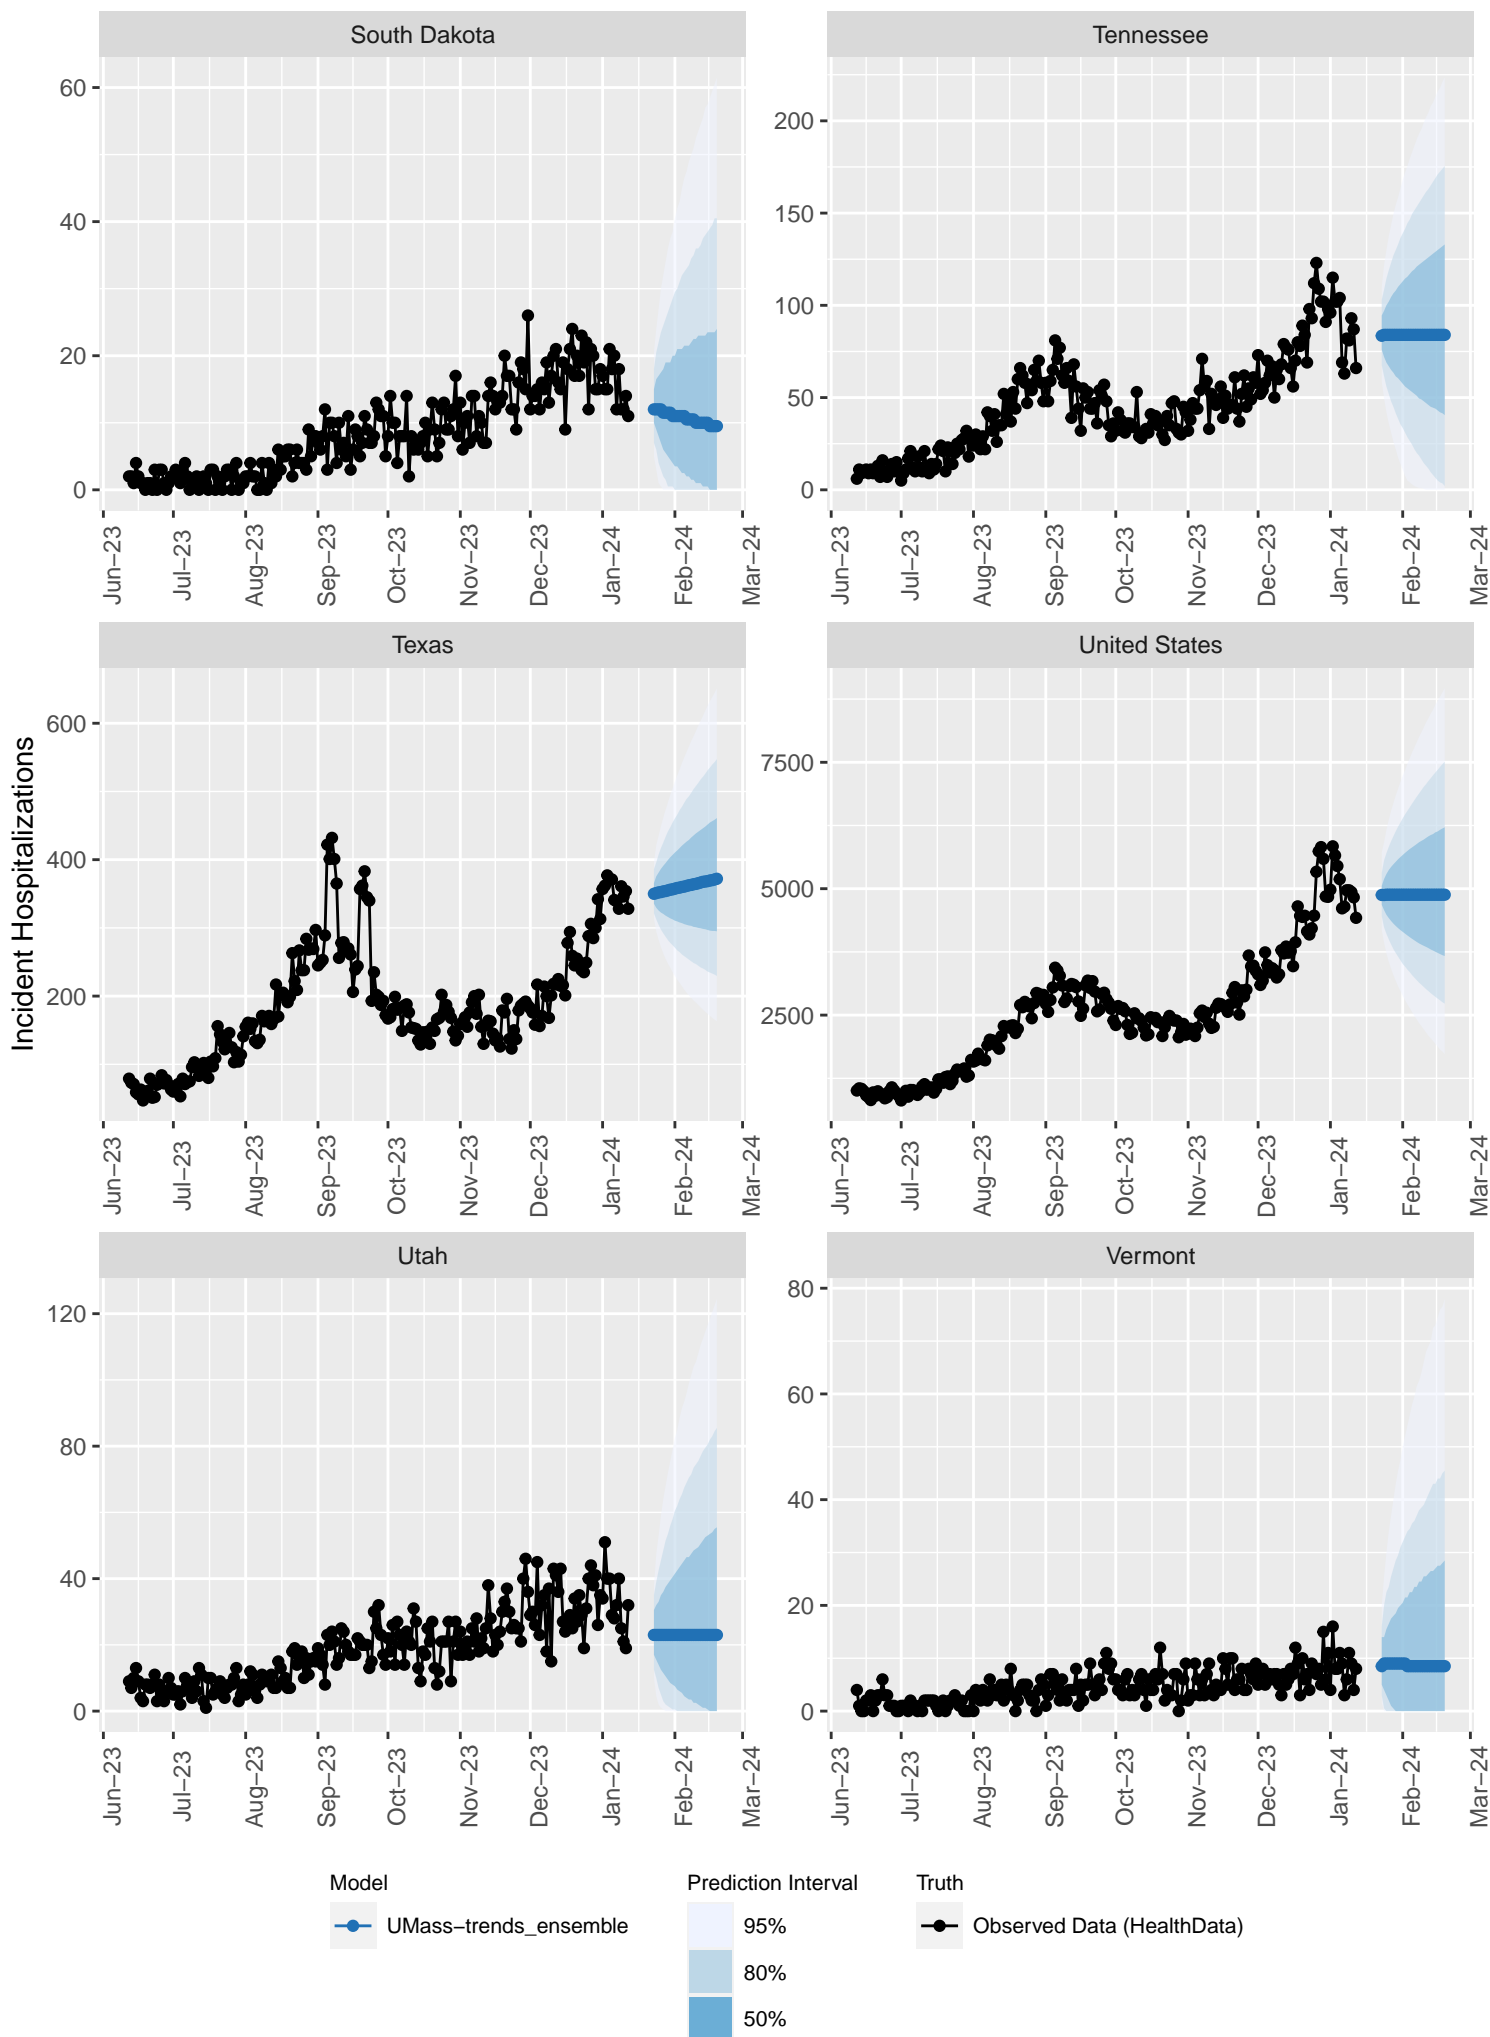 South Dakota
Tennessee
60
40
20
0
200
150
100
50
0
Jun−23 Jul−23 Aug−23 Sep−23 Oct−23 Nov−23 Dec−23 Jan−24 Feb−24 Mar−24
Jun−23 Jul−23 Aug−23 Sep−23 Oct−23 Nov−23 Dec−23 Jan−24 Feb−24 Mar−24
Texas
United States
Incident Hospitalizations
600
400
200
7500
5000
2500
Jun−23 Jul−23 Aug−23 Sep−23 Oct−23 Nov−23 Dec−23 Jan−24 Feb−24 Mar−24
Jun−23 Jul−23 Aug−23 Sep−23 Oct−23 Nov−23 Dec−23 Jan−24 Feb−24 Mar−24
Utah
Vermont
120
80
40
0
80
60
40
20
0
Jun−23 Jul−23 Aug−23 Sep−23 Oct−23 Nov−23 Dec−23 Jan−24 Feb−24 Mar−24
Jun−23 Jul−23 Aug−23 Sep−23 Oct−23 Nov−23 Dec−23 Jan−24 Feb−24 Mar−24
Model
UMass−trends_ensemble
Prediction Interval
95%
80%
50%
Truth
Observed Data (HealthData)